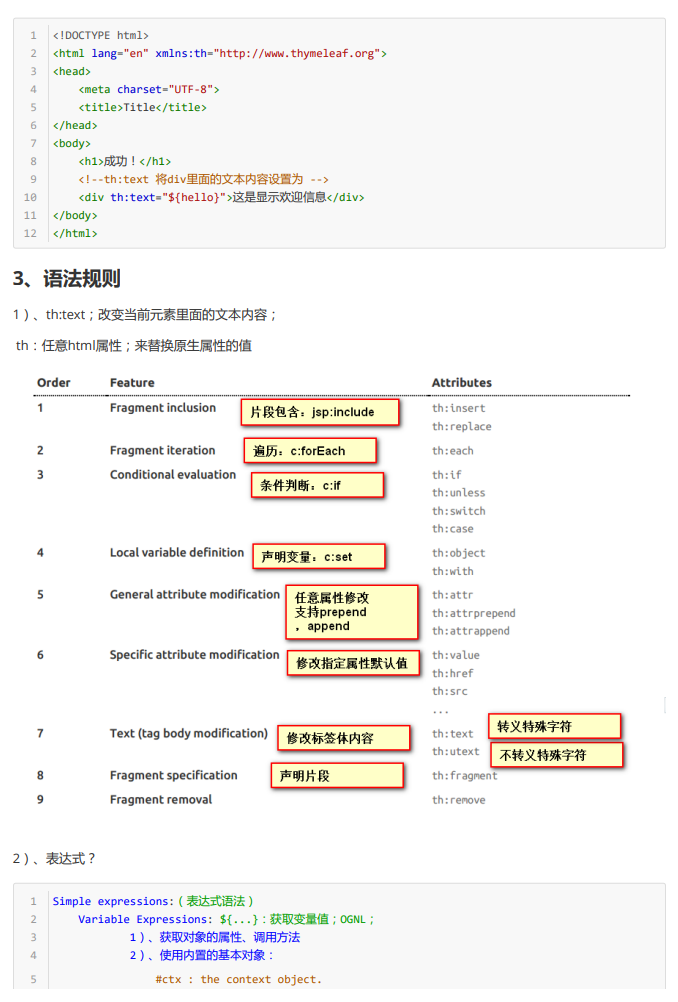 1 <!DOCTYPE html>
2 <html lang="en" xmlns:th="http://www.thymeleaf.org">
3 <head>
4     <meta charset="UTF-8">
5     <title>Title</title>
6 </head>
7 <body>
8     <h1>成功！</h1>
9     <!--th:text 将div里面的文本内容设置为 -->
10     <div th:text="${hello}">这是显示欢迎信息</div>
11 </body>
12 </html>
3、语法规则
1）、th:text；改变当前元素里面的文本内容；
th：任意html属性；来替换原生属性的值
Order Feature Attributes
1 Fragment inclusion 片段包含：jsp:include th:insert
th:replace
2 Fragment iteration 遍历：c:forEach th:each
3 Conditional evaluation 条件判断：c:if th:if
th:unless
th:switch
th:case
4 Local variable definition 声明变量：c:set th:object
th:with
5 General attribute modification 任意属性修改 th:attr
支持prepend th:attrprepend
，append th:attrappend
6 Specific attribute modification 修改指定属性默认值 th:value
th:href
th:src
...
7 Text (tag body modification) 修改标签体内容 th:text 转义特殊字符
th:utext 不转义特殊字符
8 Fragment specification 声明片段 th:fragment
9 Fragment removal th:remove
2）、表达式？
1 Simple expressions:（表达式语法）
2     Variable Expressions: ${...}：获取变量值；OGNL；
3             1）、获取对象的属性、调用方法
4             2）、使用内置的基本对象：
5                 #ctx : the context object.